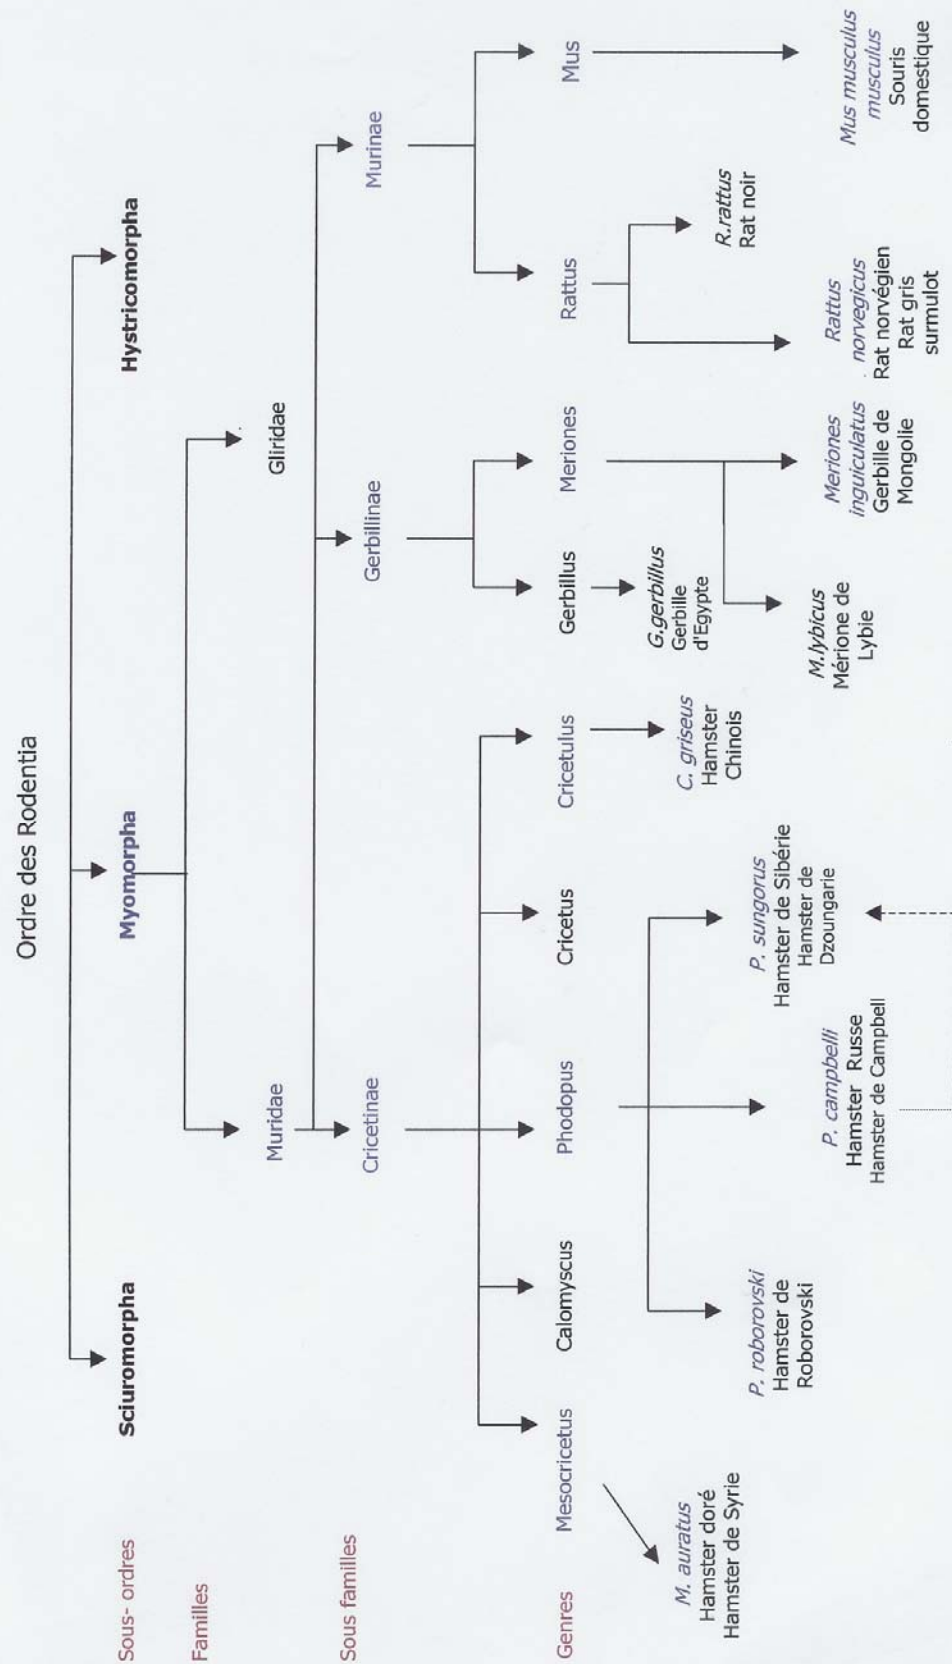 Ordre des Rodentia
Sous- ordres
Sciuromorpha
Myomorpha
Hystricomorpha
Familles
Muridae
Gliridae
Sous familles
Cricetinae
Gerbillinae
Murinae
Genres
Mesocricetus
Calomyscus
Phodopus
Cricetus
Cricetulus
Gerbillus
Meriones
Rattus
Mus
M. auratus
Hamster doré
Hamster de Syrie
P. roborovski
Hamster de
Roborovski
P. campbelli
Hamster Russe
Hamster de Campbell
P. sungorus
Hamster de Sibérie
Hamster de
Dzoungarie
C. griseus
Hamster
Chinois
G.gerbillus
Gerbille
d'Egypte
M.lybicus
Mérione de
Lybie
Meriones
inguiculatus
Gerbille de
Mongolie
Rattus
. norvegicus
Rat norvégien
Rat gris
surmulot
R.rattus
Rat noir
Mus musculus
musculus
Souris
domestique